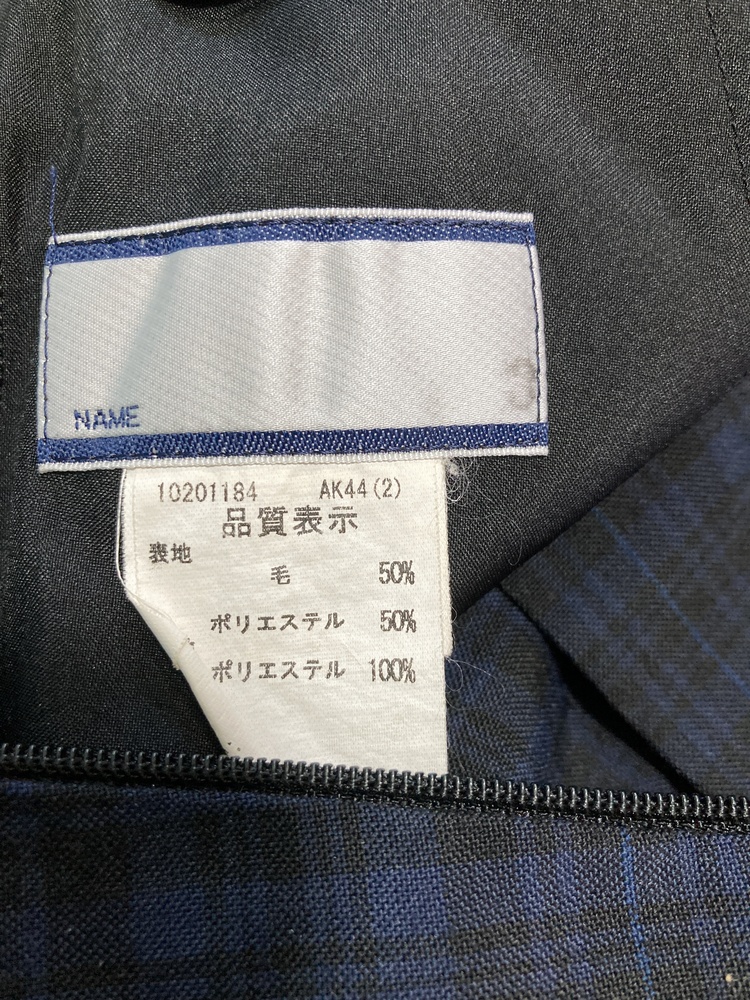 NAME
10201184 AK44(2)
品質表示
表地
毛 50%
ポリエステル 50%
ポリエステル 100%